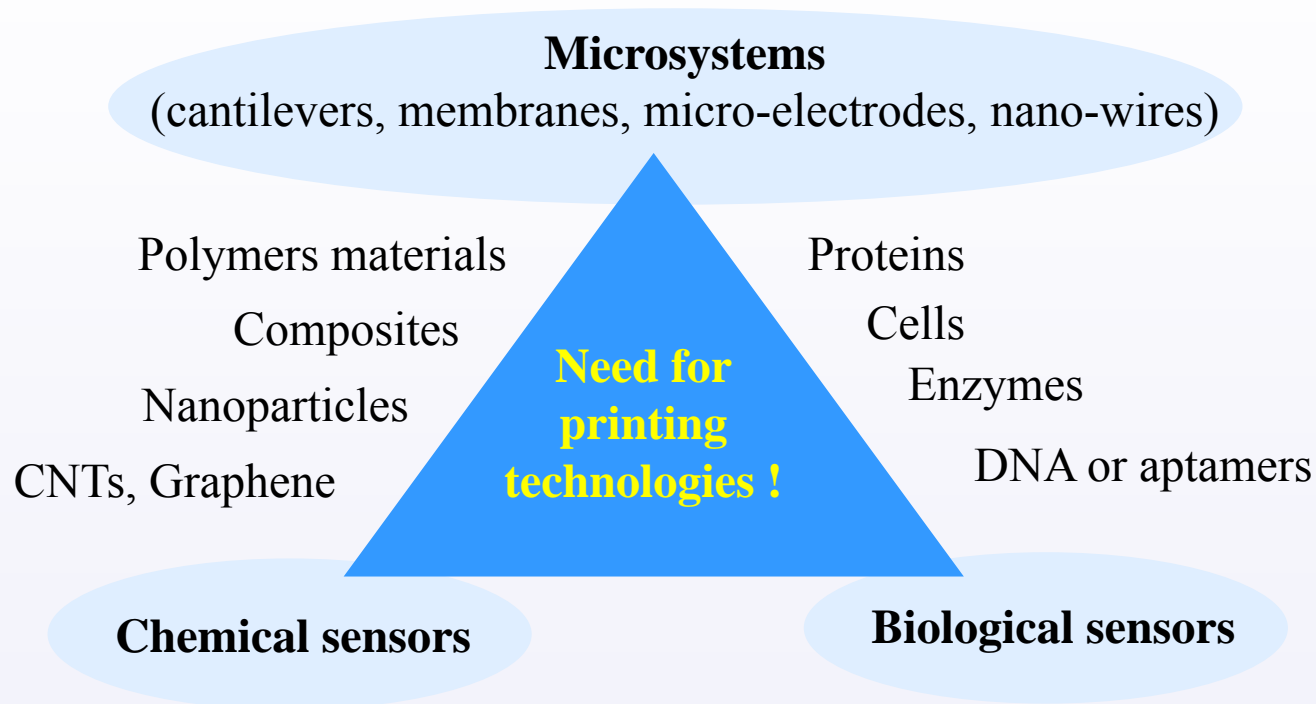 Microsystems
(cantilevers, membranes, micro-electrodes, nano-wires)
Polymers materials
Composites
Nanoparticles
CNTs, Graphene
Need for
printing
technologies !
Proteins
Cells
Enzymes
DNA or aptamers
Chemical sensors
Biological sensors